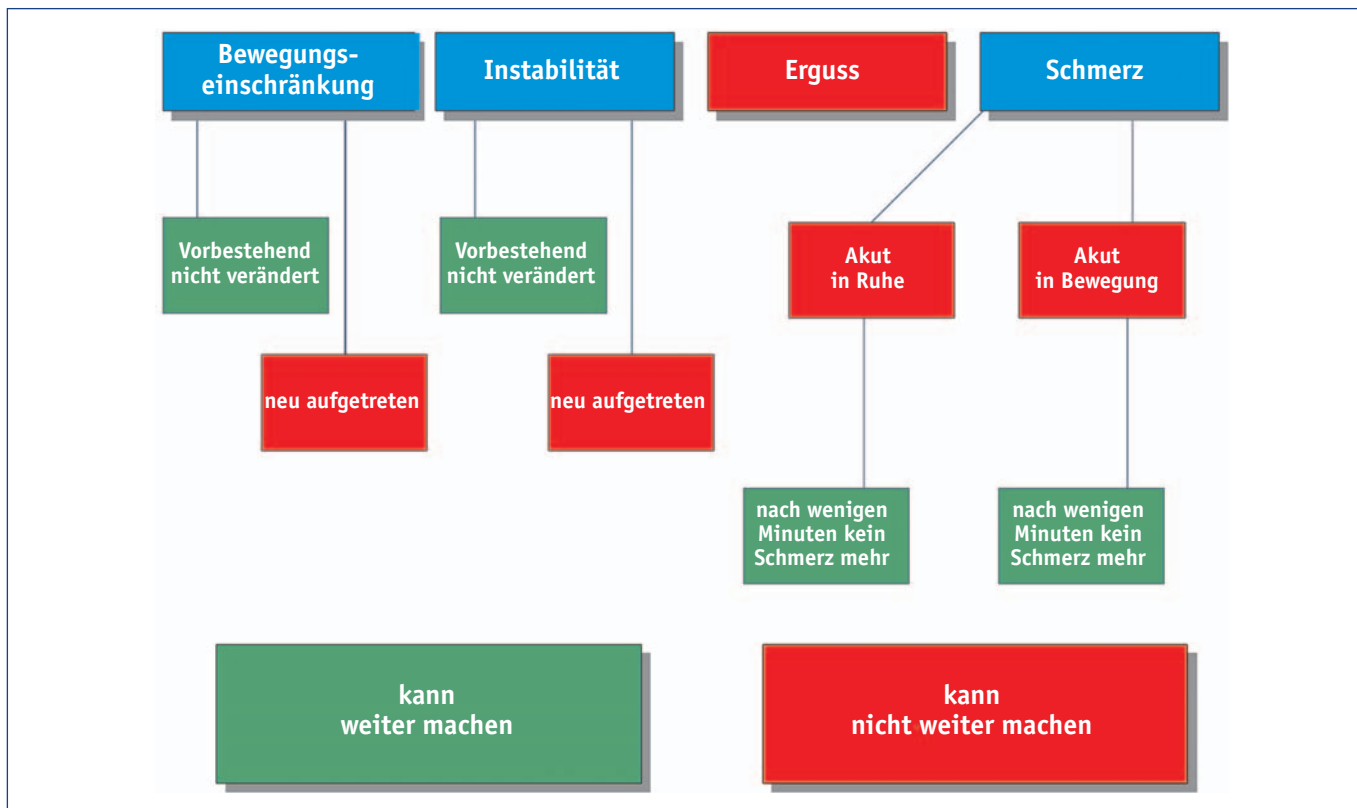 Bewegungs-
einschränkung
Instabilität
Erguss
Schmerz
Vorbestehend
nicht verändert
Vorbestehend
nicht verändert
Akut
in Ruhe
Akut
in Bewegung
neu aufgetreten
neu aufgetreten
nach wenigen
Minuten kein
Schmerz mehr
nach wenigen
Minuten kein
Schmerz mehr
kann
weiter machen
kann
nicht weiter machen